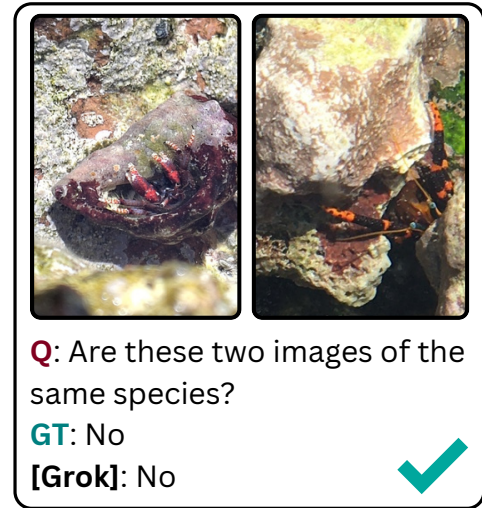 Q: Are these two images of the
same species?
GT: No
[Grok]: No